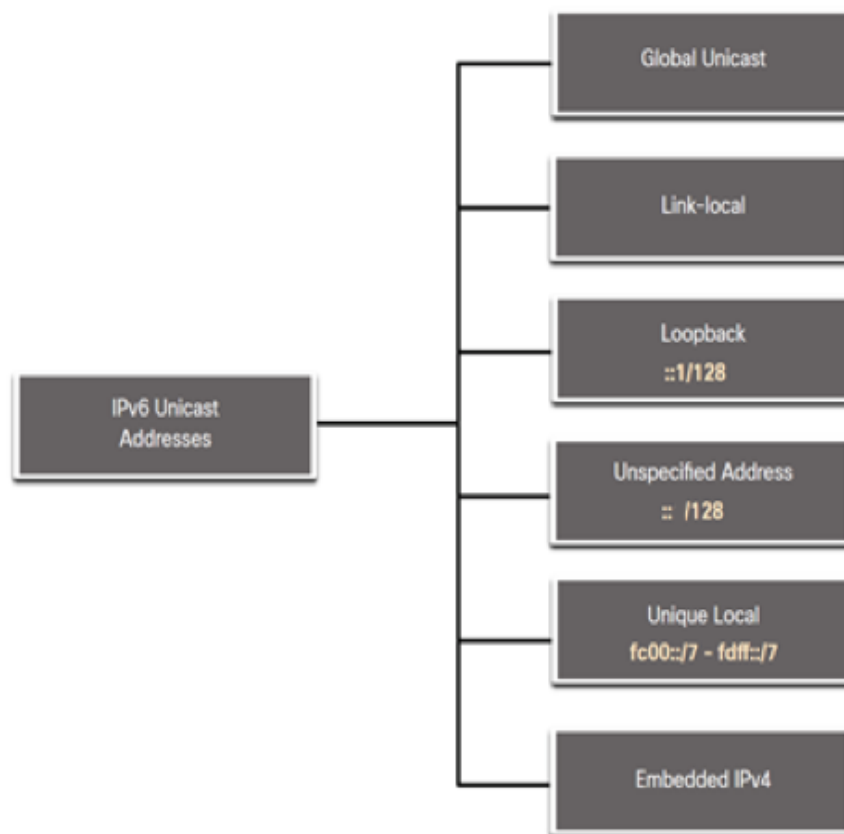 Global Unicast
Link-local
Loopback
::1/128
IPv6 Unicast
Addresses
Unspecified Address
:: /128
Unique Local
fc00::/7 - fdff::/7
Embedded IPv4